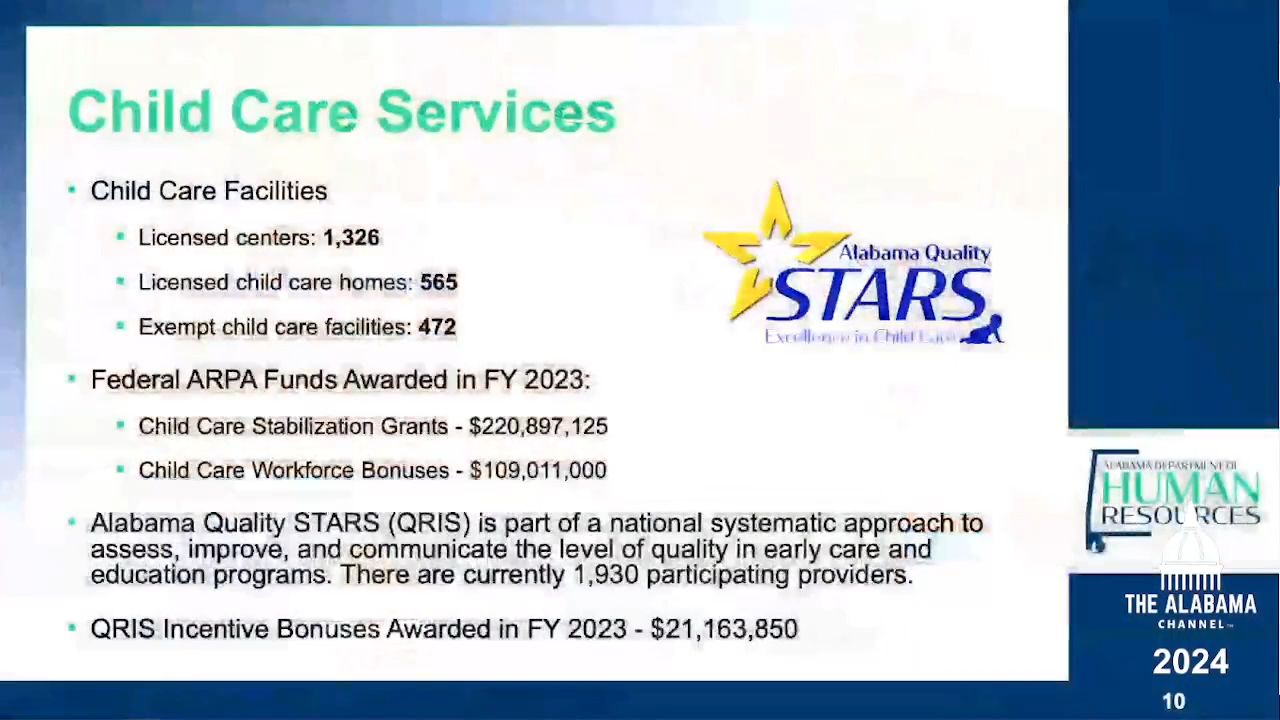 Child Care Services
Child Care Facilities
Licensed centers: 1,326
Licensed child care homes: 565
Exempt child care facilities: 472
Federal ARPA Funds Awarded in FY 2023:
Child Care Stabilization Grants - $220,897,125
Child Care Workforce Bonuses - $109,011,000
Alabama Quality STARS (QRIS) is part of a national systematic approach to
assess, improve, and communicate the level of quality in early care and
education programs. There are currently 1,930 participating providers.
QRIS Incentive Bonuses Awarded in FY 2023 - $21,163,850
Alabama Quality
STARS
Excellence in Child Care
ALABAMA DEPARTMENT OF
HUMAN
RESOURCES
THE ALABAMA
CHANNEL
2024
10